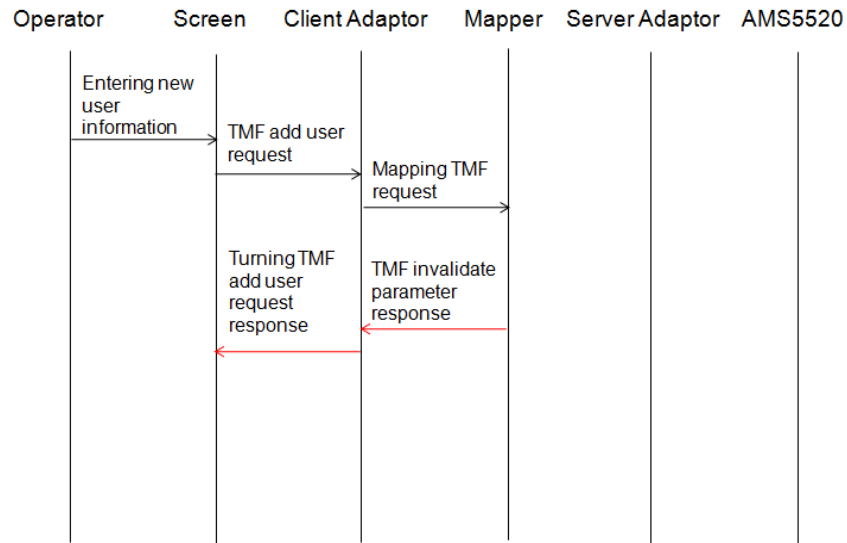 Operator Screen Client Adaptor Mapper Server Adaptor AMS5520
Entering new
user
information
TMF add user
request
Mapping TMF
request
Turning TMF
add user
request
response
TMF invalidate
parameter
response